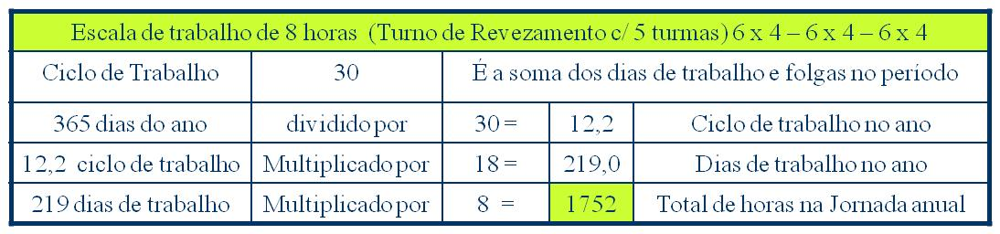 Escala de trabalho de 8 horas (Turno de Revezamento c/ 5 turmas) 6 x 4 – 6 x 4 – 6 x 4
Ciclo de Trabalho 30 É a soma dos dias de trabalho e folgas no período
365 dias do ano dividido por 30 = 12,2 Ciclo de trabalho no ano
12,2 ciclo de trabalho Multiplicado por 18 = 219,0 Dias de trabalho no ano
219 dias de trabalho Multiplicado por 8 = 1752 Total de horas na Jornada anual